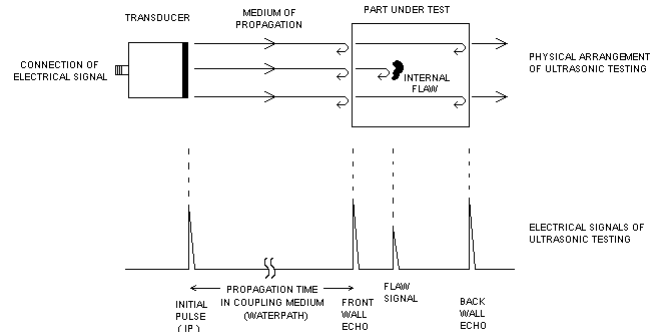 TRANSDUCER
MEDIUM OF
PROPAGATION
PART UNDER TEST
CONNECTION OF
ELECTRICAL SIGNAL
INTERNAL
FLAW
PHYSICAL ARRANGEMENT
OF ULTRASONIC TESTING
ELECTRICAL SIGNALS OF
ULTRASONIC TESTING
INITIAL
PULSE
( IP )
PROPAGATION TIME
IN COUPLING MEDIUM
(WATERPATH)
FRONT
WALL
ECHO
FLAW
SIGNAL
BACK
WALL
ECHO